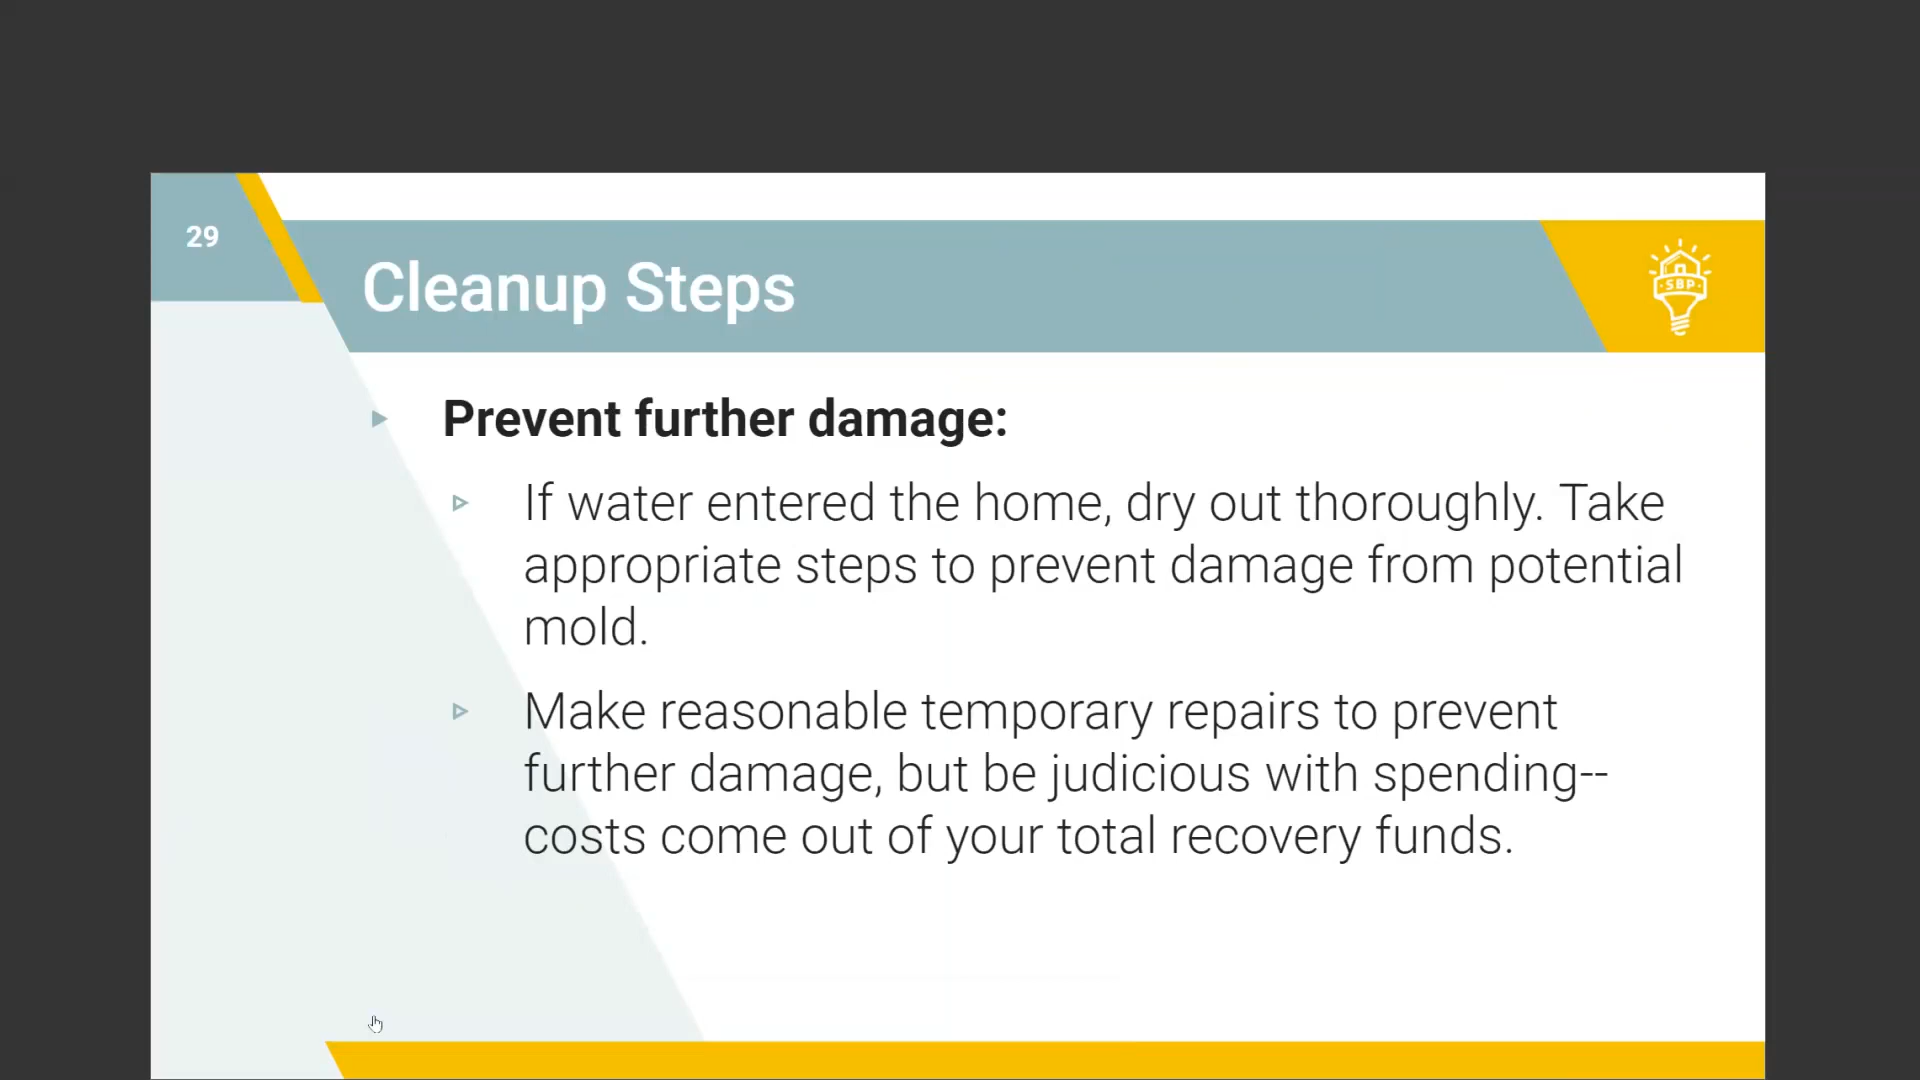 29
Cleanup Steps
SBP
Prevent further damage:
If water entered the home, dry out thoroughly. Take
appropriate steps to prevent damage from potential
mold.
Make reasonable temporary repairs to prevent
further damage, but be judicious with spending--
costs come out of your total recovery funds.